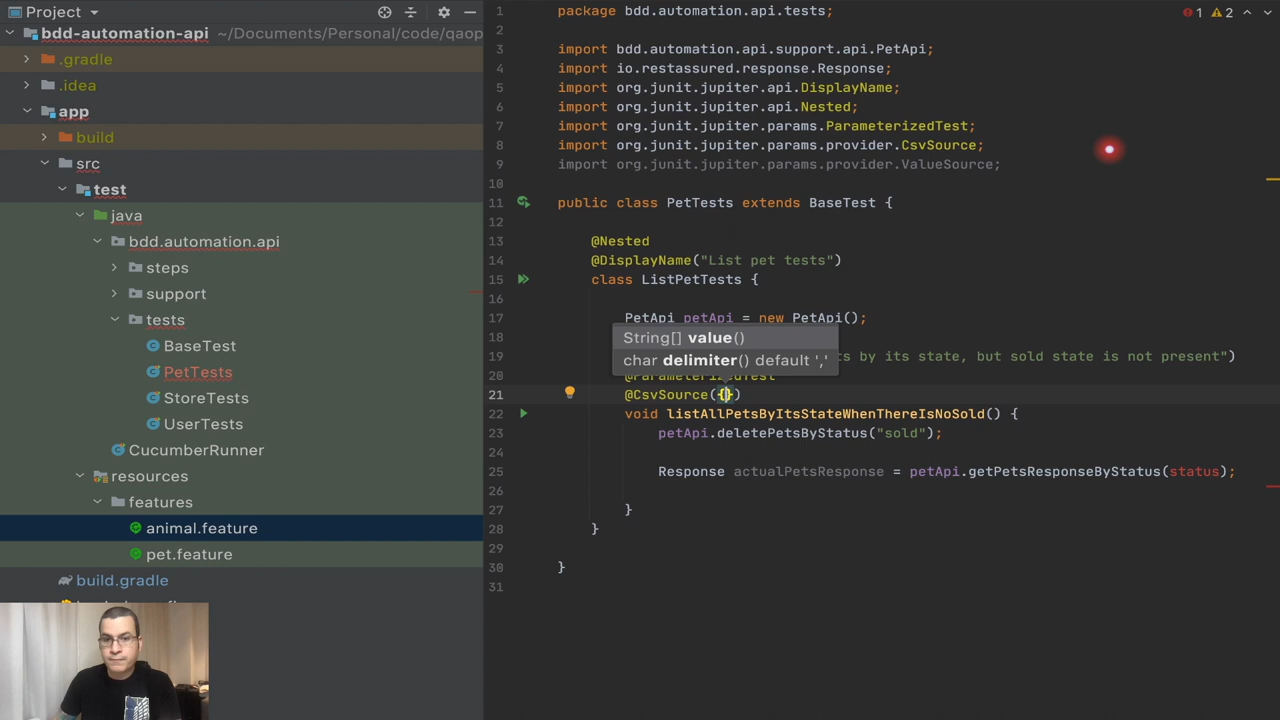 Project
bdd-automation-api ~/Documents/Personal/code/qaop
.gradle
.idea
app
build
src
test
java
bdd.automation.api
steps
support
tests
BaseTest
PetTests
StoreTests
UserTests
CucumberRunner
resources
features
animal.feature
pet.feature
build.gradle
1 package bdd.automation.api.tests;
2
3 import bdd.automation.api.support.api.PetApi;
4 import io.restassured.response.Response;
5 import org.junit.jupiter.api.DisplayName;
6 import org.junit.jupiter.api.Nested;
7 import org.junit.jupiter.params.ParameterizedTest;
8 import org.junit.jupiter.params.provider.CsvSource;
9 import org.junit.jupiter.params.provider.ValueSource;
10
11 public class PetTests extends BaseTest {
12
13 @Nested
14 @DisplayName("List pet tests")
15 class ListPetTests {
16
17 PetApi petApi = new PetApi();
18 String[] value()
19 char delimiter() default ',' s by its state, but sold state is not present")
20 @ParameterizedTest
21 @CsvSource({})
22 void listAllPetsByItsStateWhenThereIsNoSold() {
23 petApi.deletePetsByStatus("sold");
24
25 Response actualPetsResponse = petApi.getPetsResponseByStatus(status);
26
27 }
28 }
29
30 }
31
1 2